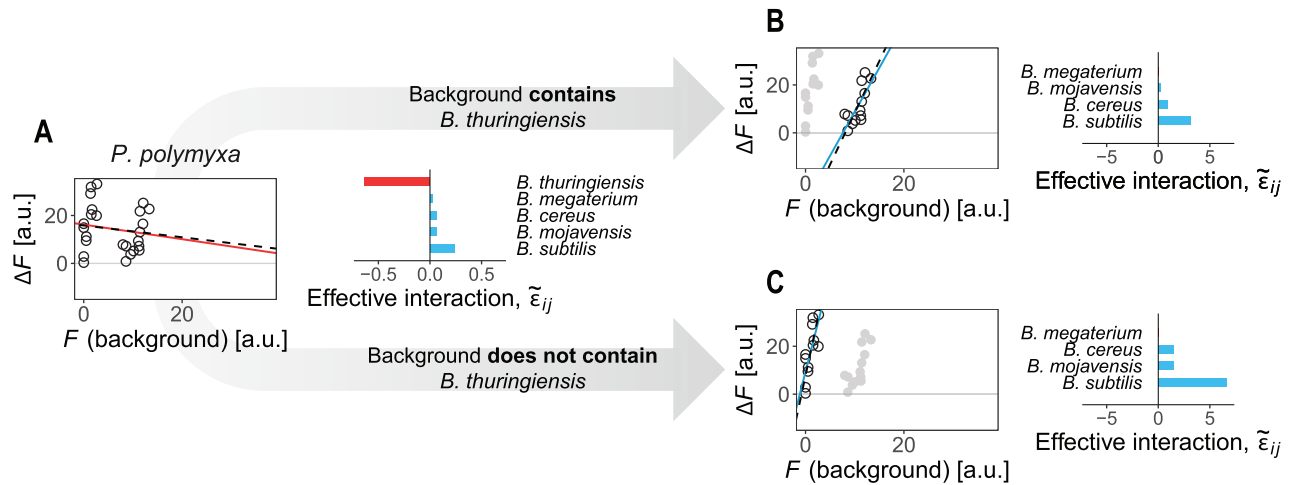 A
P. polymyxa
20
0
ΔF [a.u.]
0
20
F (background) [a.u.]
B. thuringiensis
B. megaterium
B. cereus
B. mojavensis
B. subtilis
−0.5
0.0
0.5
Effective interaction, ε̃ij
Background contains
B. thuringiensis
Background does not contain
B. thuringiensis
B
20
0
ΔF [a.u.]
0
20
F (background) [a.u.]
B. megaterium
B. mojavensis
B. cereus
B. subtilis
−5
0
5
Effective interaction, ε̃ij
C
20
0
ΔF [a.u.]
0
20
F (background) [a.u.]
B. megaterium
B. cereus
B. mojavensis
B. subtilis
−5
0
5
Effective interaction, ε̃ij